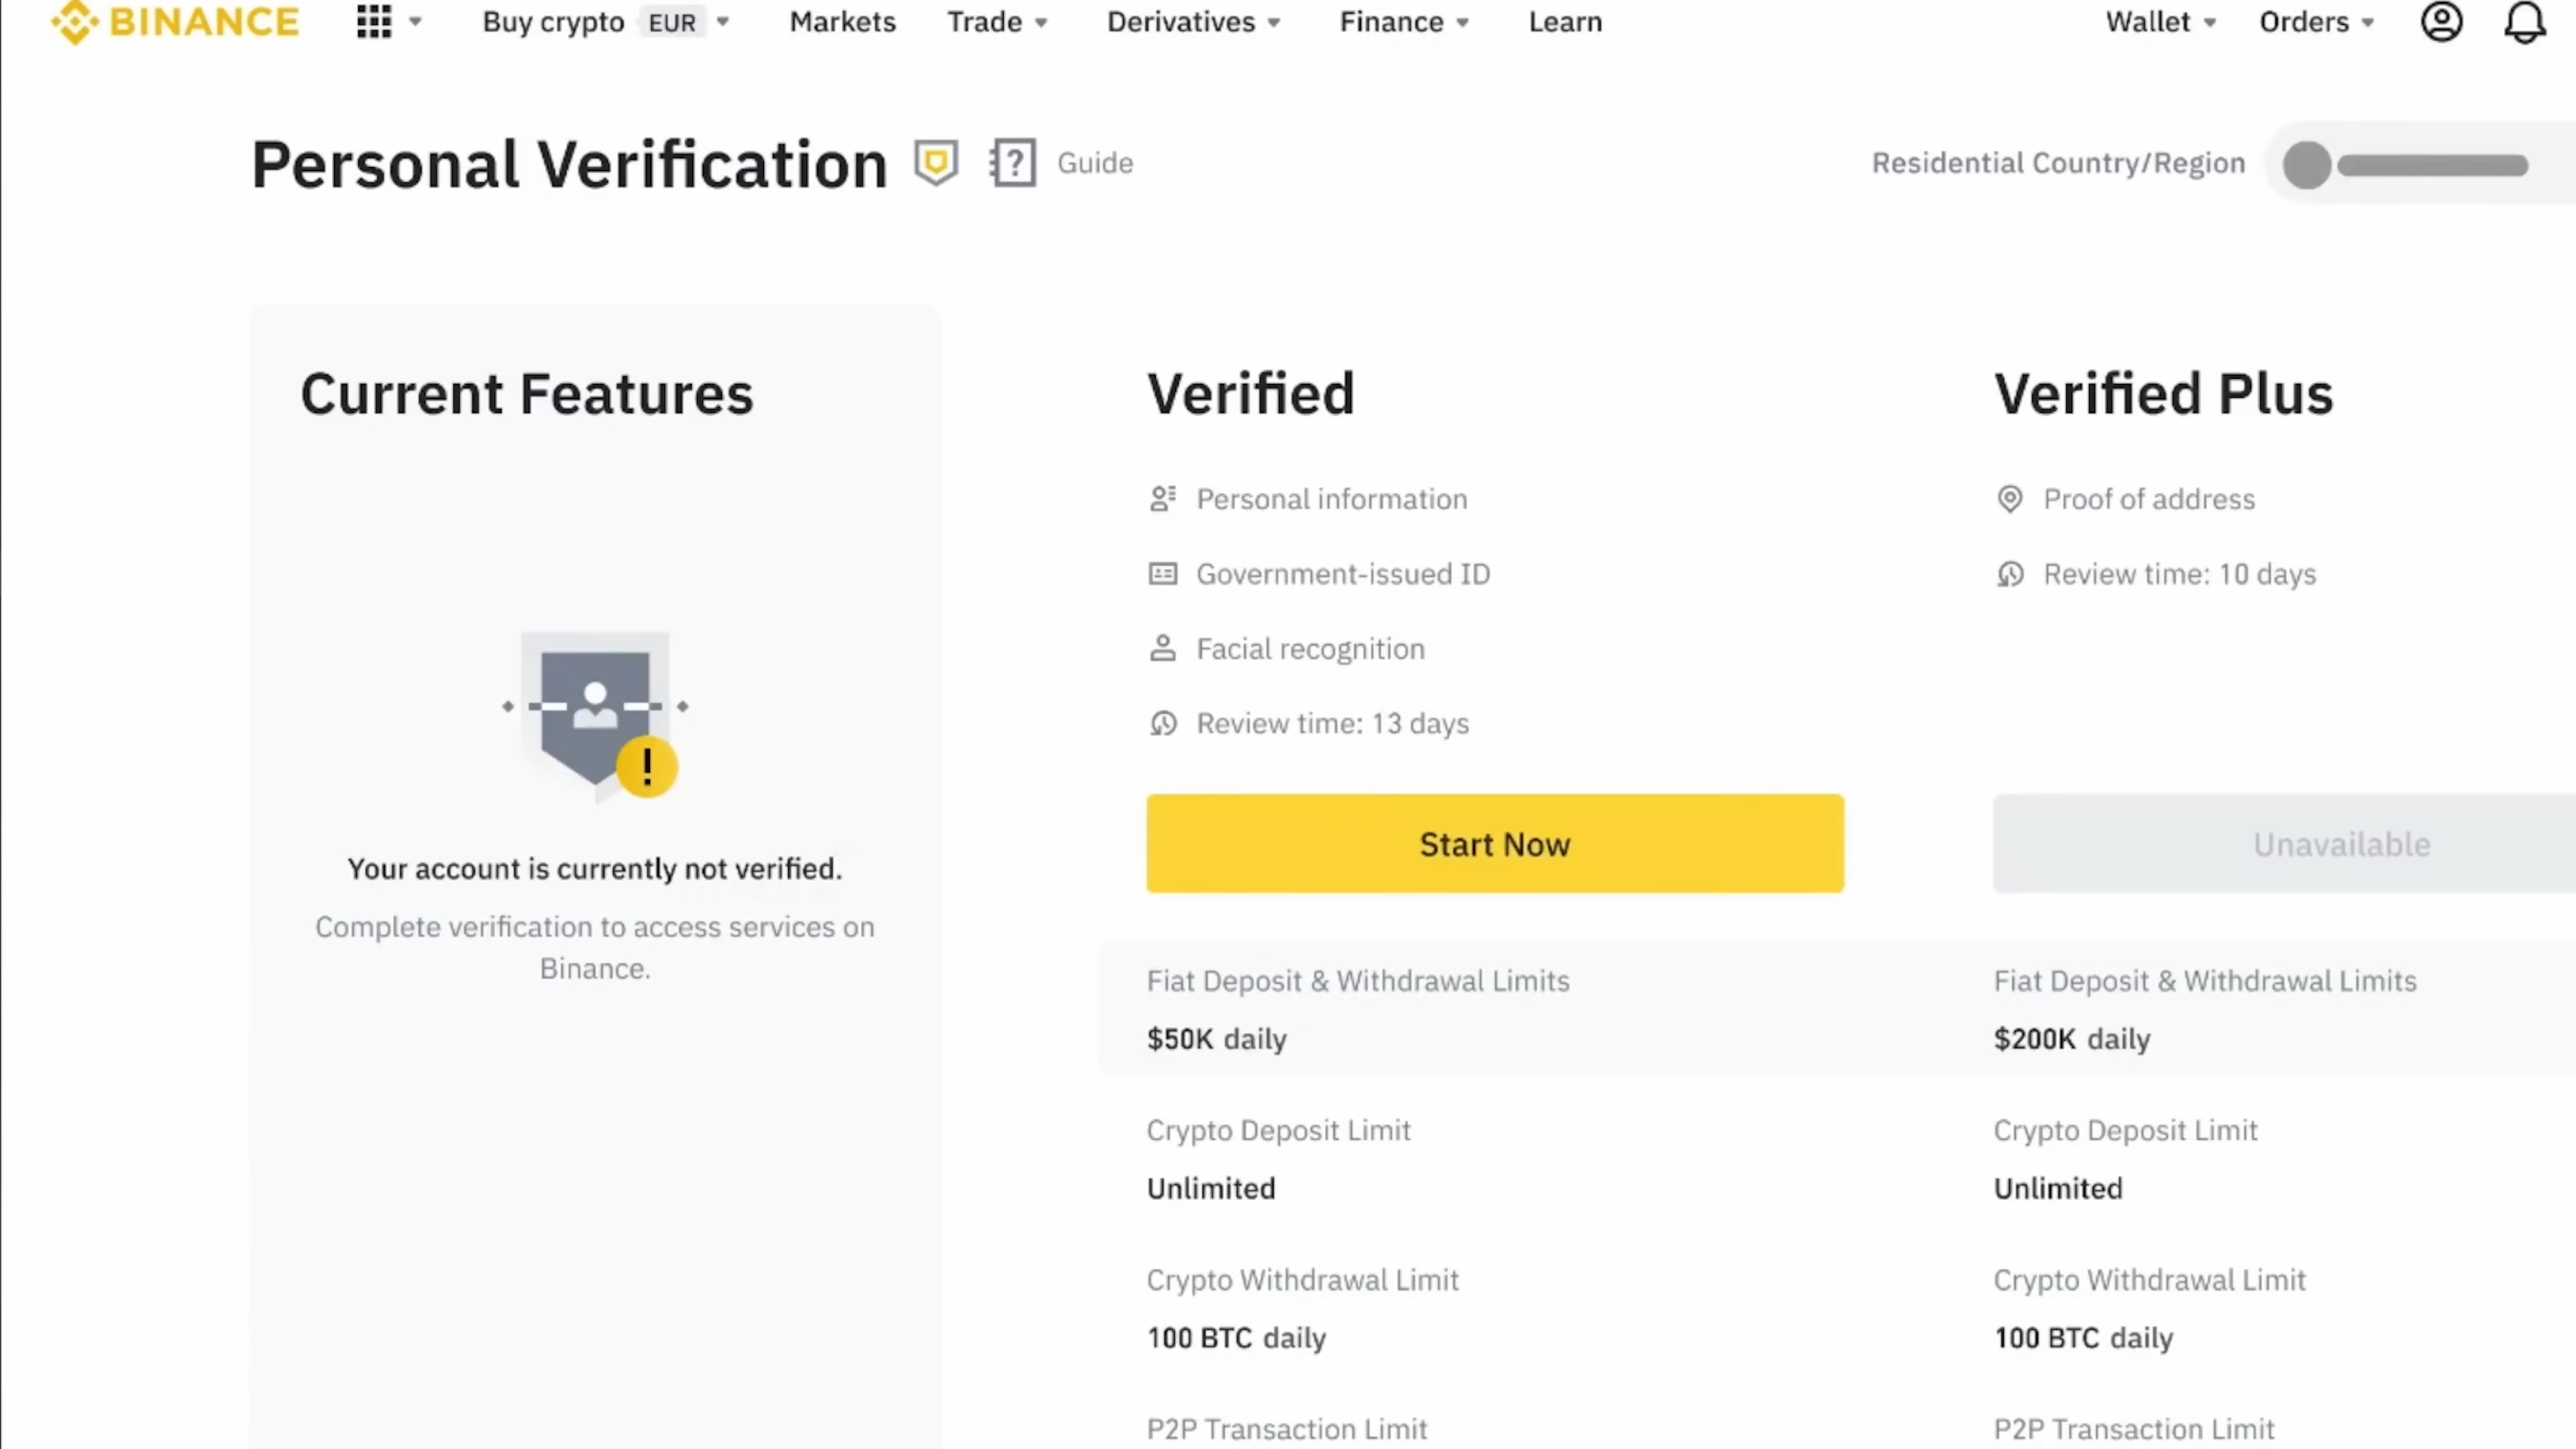 BINANCE
Buy crypto EUR
Markets
Trade
Derivatives
Finance
Learn
Wallet
Orders
Personal Verification
Guide
Residential Country/Region
Current Features
Your account is currently not verified.
Complete verification to access services on
Binance.
Verified
Personal information
Government-issued ID
Facial recognition
Review time: 13 days
Start Now
Fiat Deposit & Withdrawal Limits
$50K daily
Crypto Deposit Limit
Unlimited
Crypto Withdrawal Limit
100 BTC daily
P2P Transaction Limit
Verified Plus
Proof of address
Review time: 10 days
Unavailable
Fiat Deposit & Withdrawal Limits
$200K daily
Crypto Deposit Limit
Unlimited
Crypto Withdrawal Limit
100 BTC daily
P2P Transaction Limit